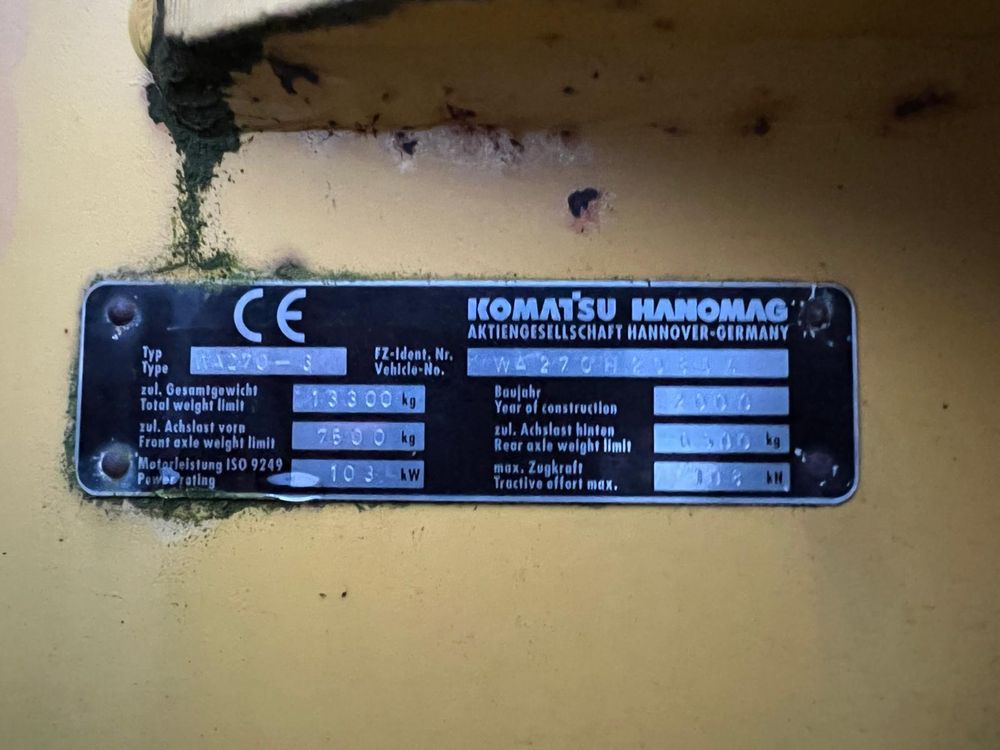 CE
KOMATSU HANOMAG
AKTIENGESELLSCHAFT HANNOVER-GERMANY
Typ
Type
WA270-3
FZ-Ident. Nr.
Vehicle-No.
zul. Gesamtgewicht
Total weight limit
13300 kg
Baujahr
Year of construction
2000
zul. Achslast vorn
Front axle weight limit
7500 kg
zul. Achslast hinten
Rear axle weight limit
kg
Motorleistung ISO 9249
Power rating
103 kW
max. Zugkraft
Tractive effort max.
kN